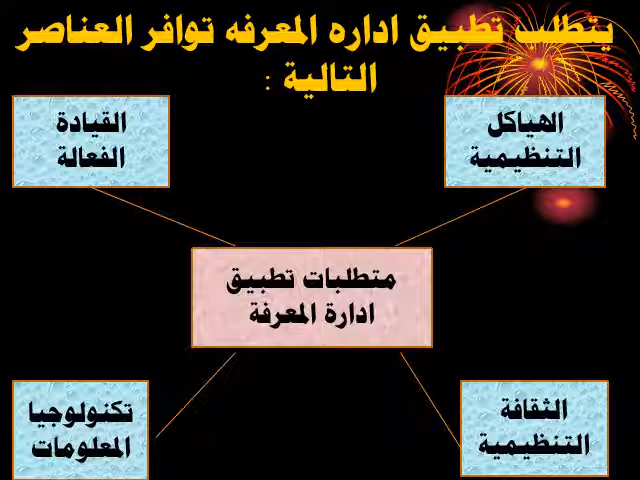 يتطلب تطبيق اداره المعرفه توافر العناصر
التالية :
الهياكل
التنظيمية
القيادة
الفعالة
متطلبات تطبيق
ادارة المعرفة
الثقافة
التنظيمية
تكنولوجيا
المعلومات